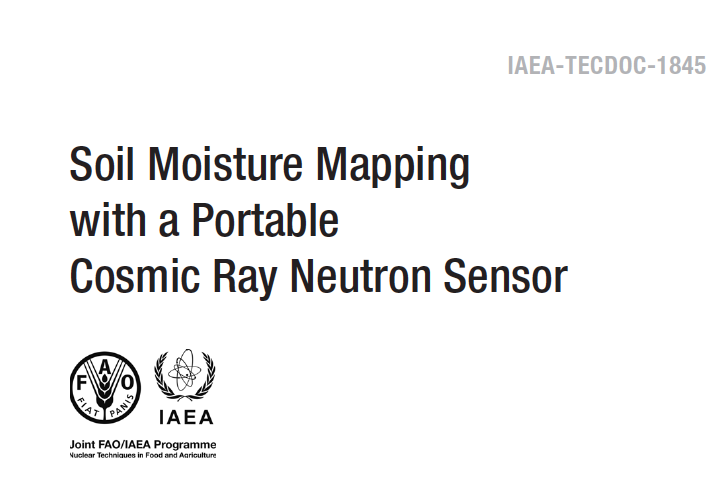 IAEA-TECDOC-1845
Soil Moisture Mapping
with a Portable
Cosmic Ray Neutron Sensor
F A O
FIAT PANIS
IAEA
Joint FAO/IAEA Programme
Nuclear Techniques in Food and Agriculture